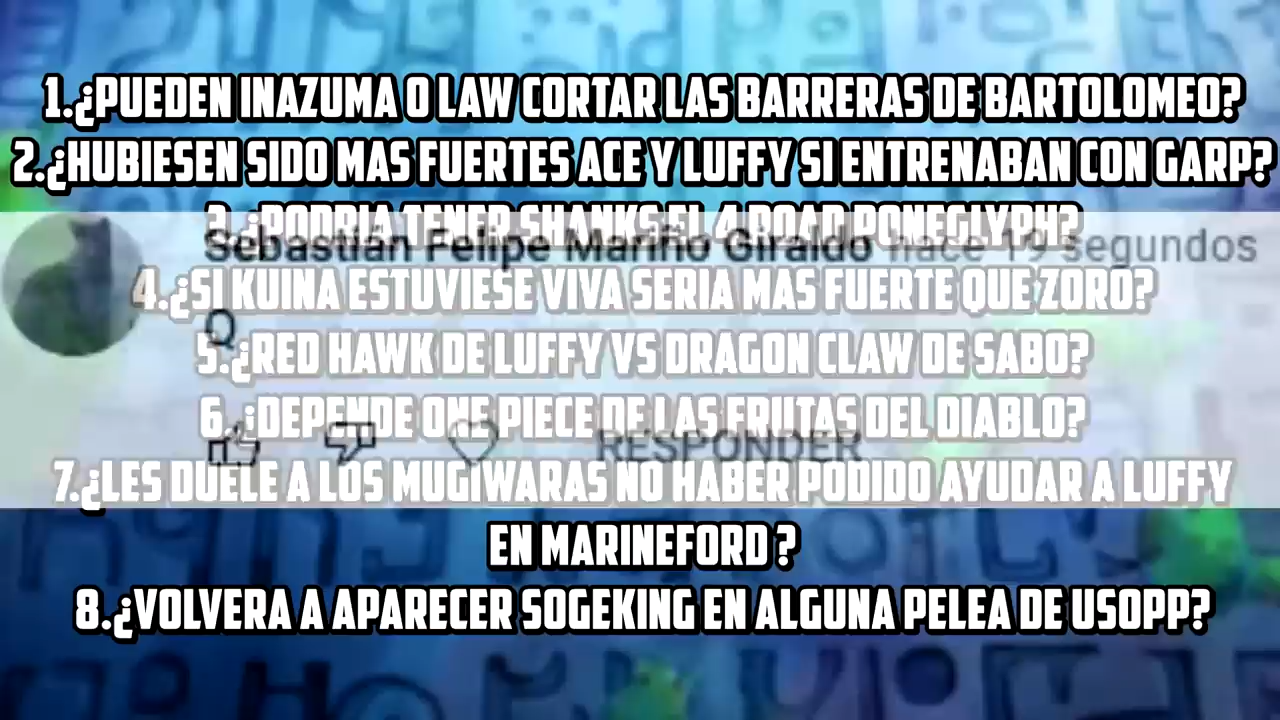 1.¿PUEDEN INAZUMA O LAW CORTAR LAS BARRERAS DE BARTOLOMEO?
2.¿HUBIESEN SIDO MAS FUERTES ACE Y LUFFY SI ENTRENABAN CON GARP?
3.¿PODRIA TENER SHANKS EL 4 ROAD PONEGLYPH?
Sebastián Felipe Mariño Giraldo hace 19 segundos
4.¿SI KUINA ESTUVIESE VIVA SERIA MAS FUERTE QUE ZORO?
Q
5.¿RED HAWK DE LUFFY VS DRAGON CLAW DE SABO?
6.¿DEPENDE ONE PIECE DE LAS FRUTAS DEL DIABLO?
RESPONDER
7.¿LES DUELE A LOS MUGIWARAS NO HABER PODIDO AYUDAR A LUFFY
EN MARINEFORD ?
8.¿VOLVERA A APARECER SOGEKING EN ALGUNA PELEA DE USOPP?